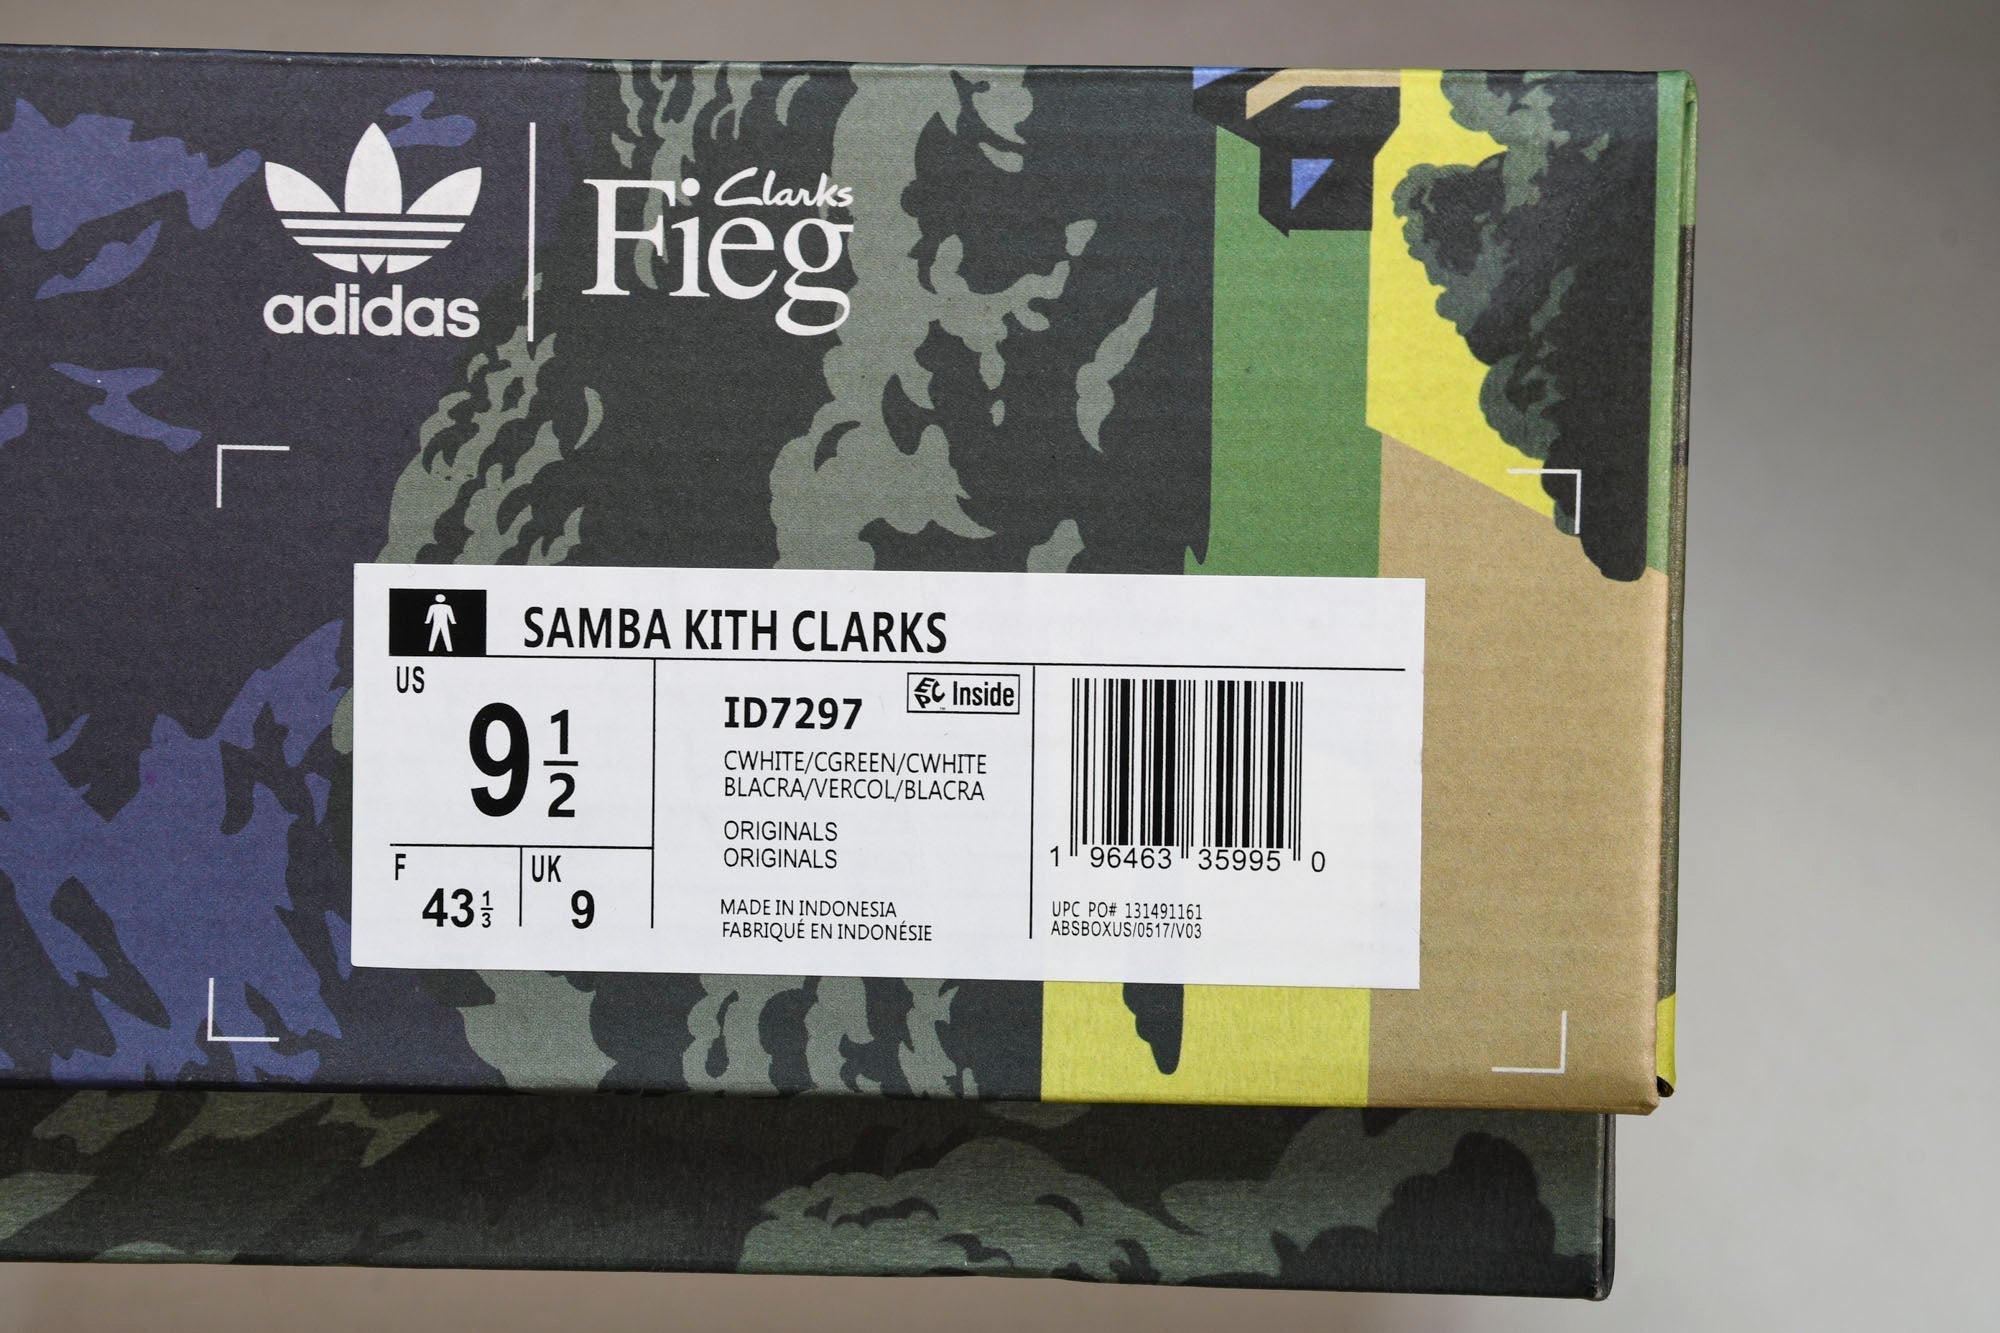 adidas
Clarks
Fieg
SAMBA KITH CLARKS
US
9 1/2
F
43 1/3
UK
9
ID7297
EPC Inside
CWHITE/CGREEN/CWHITE
BLACRA/VERCOL/BLACRA
ORIGINALS
ORIGINALS
MADE IN INDONESIA
FABRIQUÉ EN INDONÉSIE
1 96463 35995 0
UPC PO# 131491161
ABSBOXUS/0517/V03